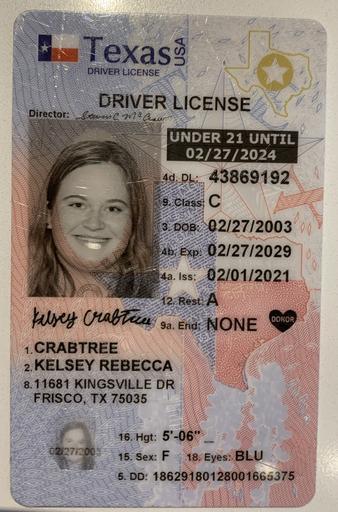 Texas USA
DRIVER LICENSE
DRIVER LICENSE
Director:
UNDER 21 UNTIL
02/27/2024
4d. DL: 43869192
9. Class: C
3. DOB: 02/27/2003
4b. Exp: 02/27/2029
4a. Iss: 02/01/2021
12. Rest: A
9a. End: NONE DONOR
Kelsey Crabtree
1. CRABTREE
2. KELSEY REBECCA
8. 11681 KINGSVILLE DR
FRISCO, TX 75035
02/27/2003
16. Hgt: 5'-06"
15. Sex: F 18. Eyes: BLU
5. DD: 18629180128001665375